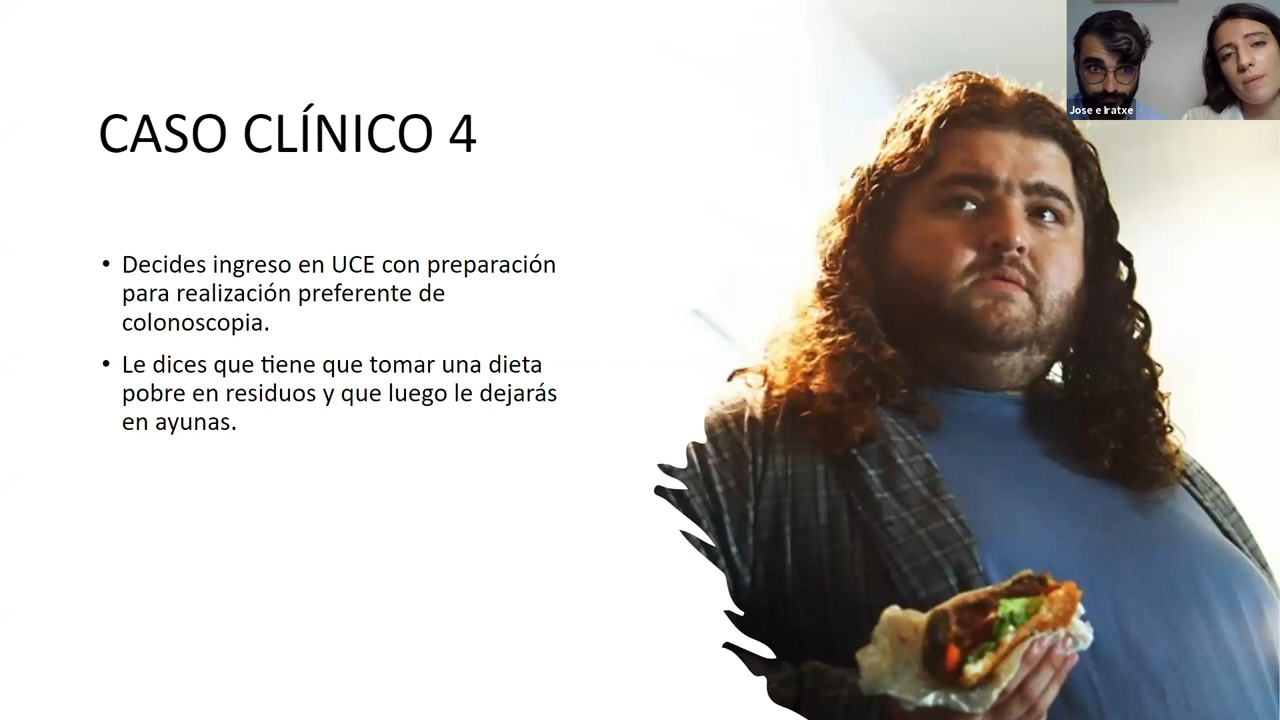 Jose e Iratxe
CASO CLÍNICO 4
• Decides ingreso en UCE con preparación
para realización preferente de
colonoscopia.
• Le dices que tiene que tomar una dieta
pobre en residuos y que luego le dejarás
en ayunas.